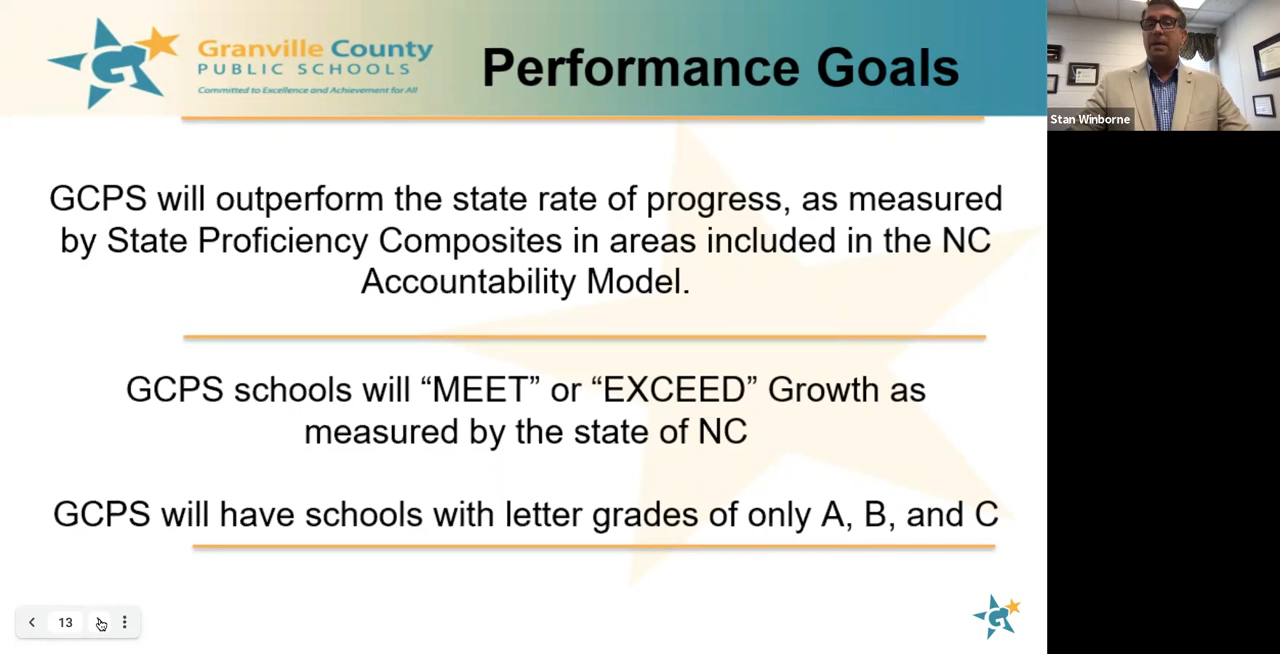 Granville County
PUBLIC SCHOOLS
Committed to Excellence and Achievement for All
Performance Goals
Stan Winborne
GCPS will outperform the state rate of progress, as measured
by State Proficiency Composites in areas included in the NC
Accountability Model.
GCPS schools will “MEET” or “EXCEED” Growth as
measured by the state of NC
GCPS will have schools with letter grades of only A, B, and C
13